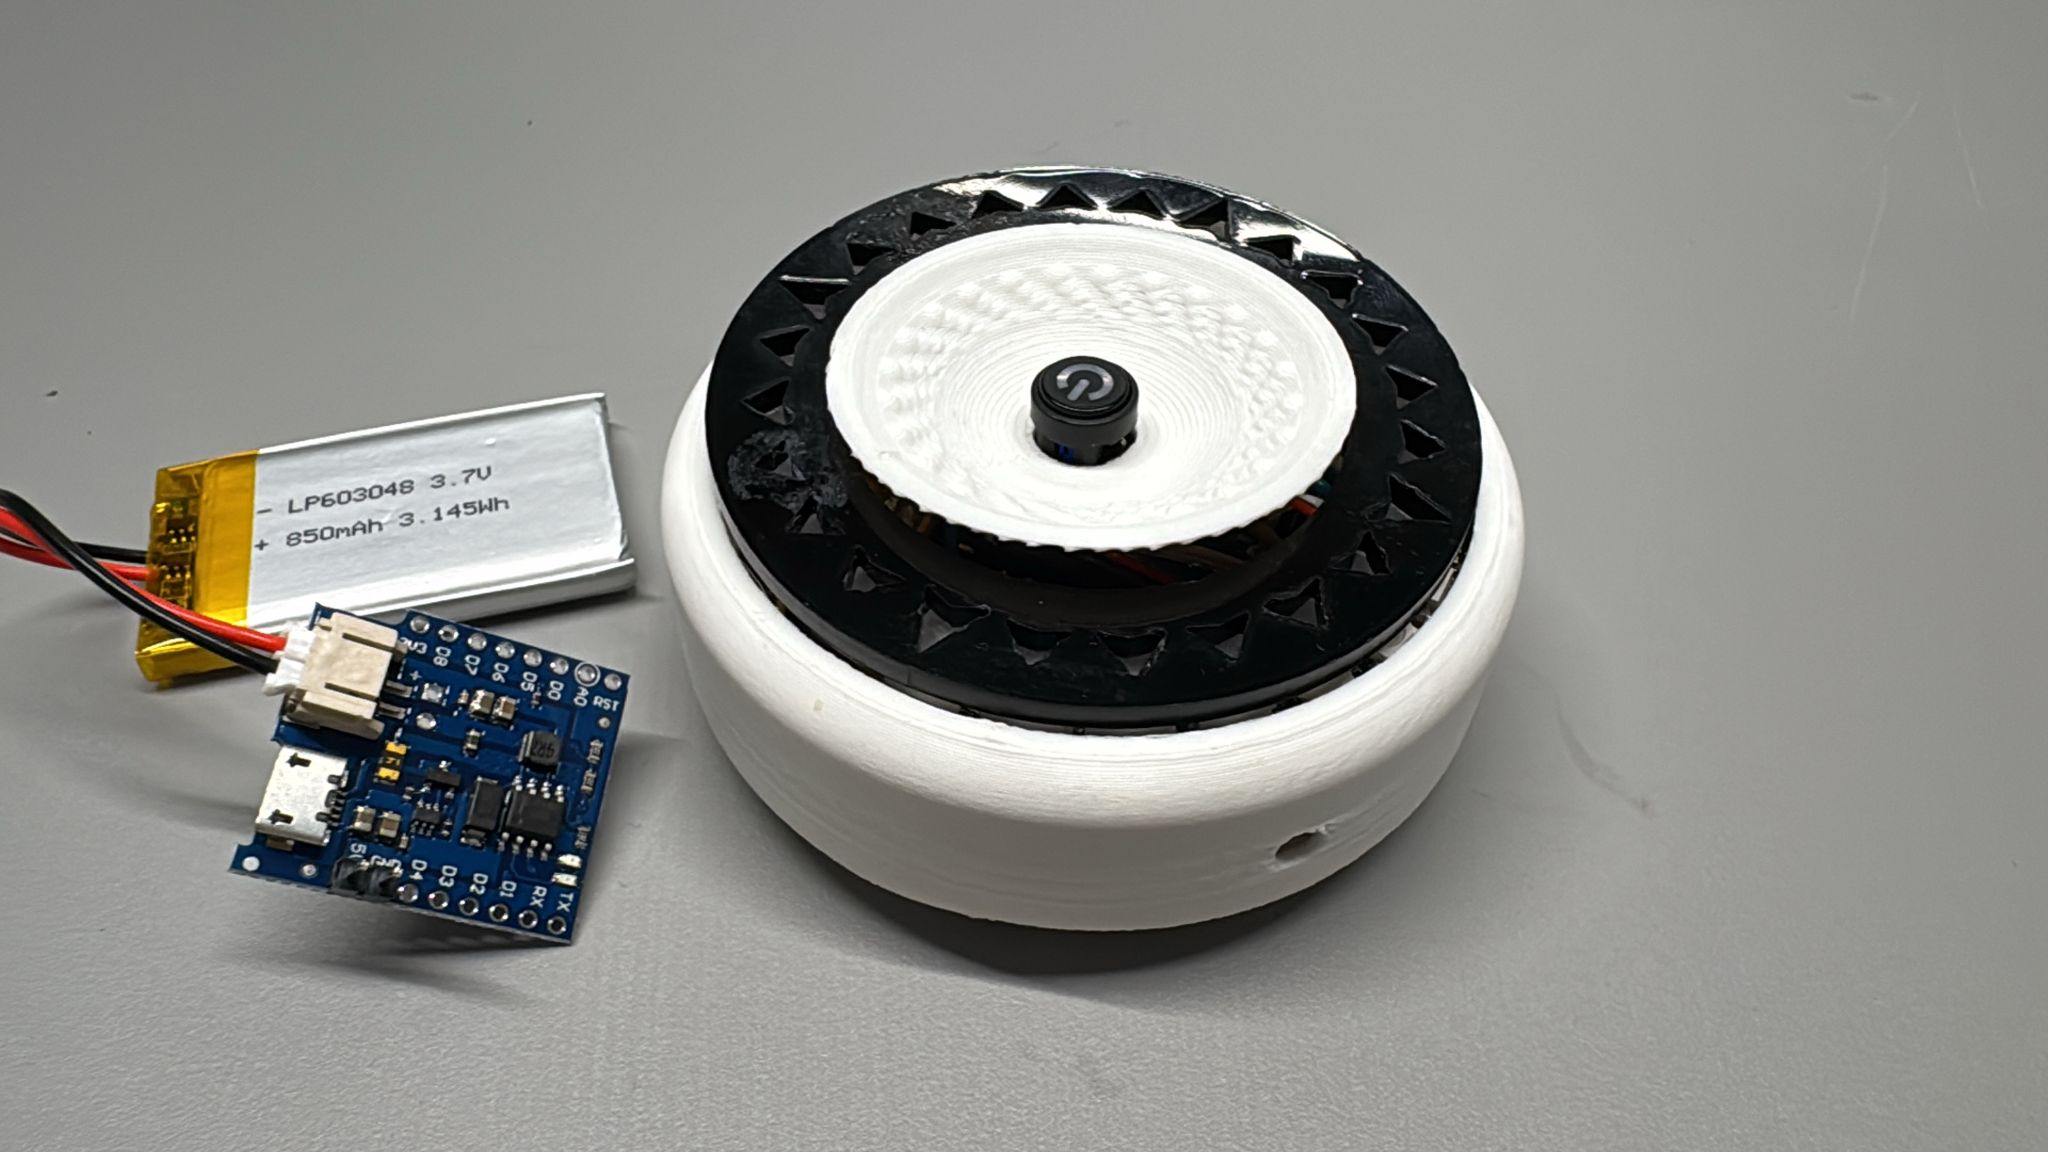 - LP603048 3.7V
+ 850mAh 3.145Wh
D8
D7
D6
D5
D0
A0
RST
4R7
D4
D3
D2
D1
RX
TX